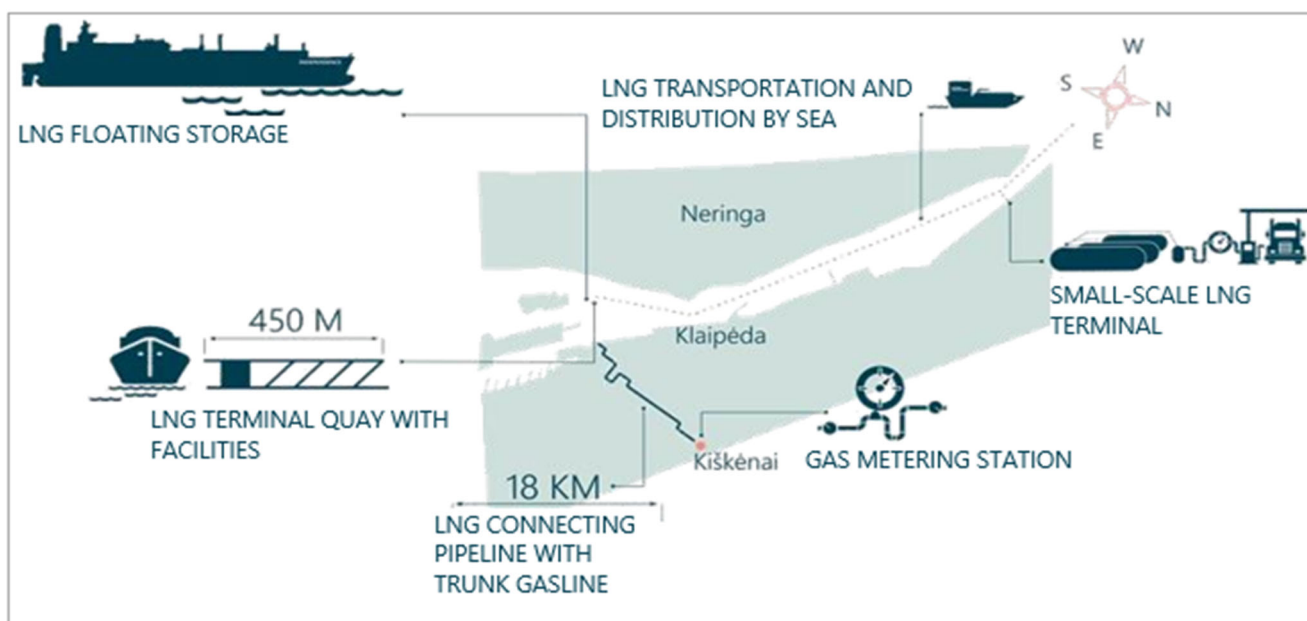 LNG FLOATING STORAGE
LNG TRANSPORTATION AND
DISTRIBUTION BY SEA
W
S
N
E
Neringa
SMALL-SCALE LNG
TERMINAL
450 M
Klaipėda
LNG TERMINAL QUAY WITH
FACILITIES
Kiškėnai
GAS METERING STATION
18 KM
LNG CONNECTING
PIPELINE WITH
TRUNK GASLINE